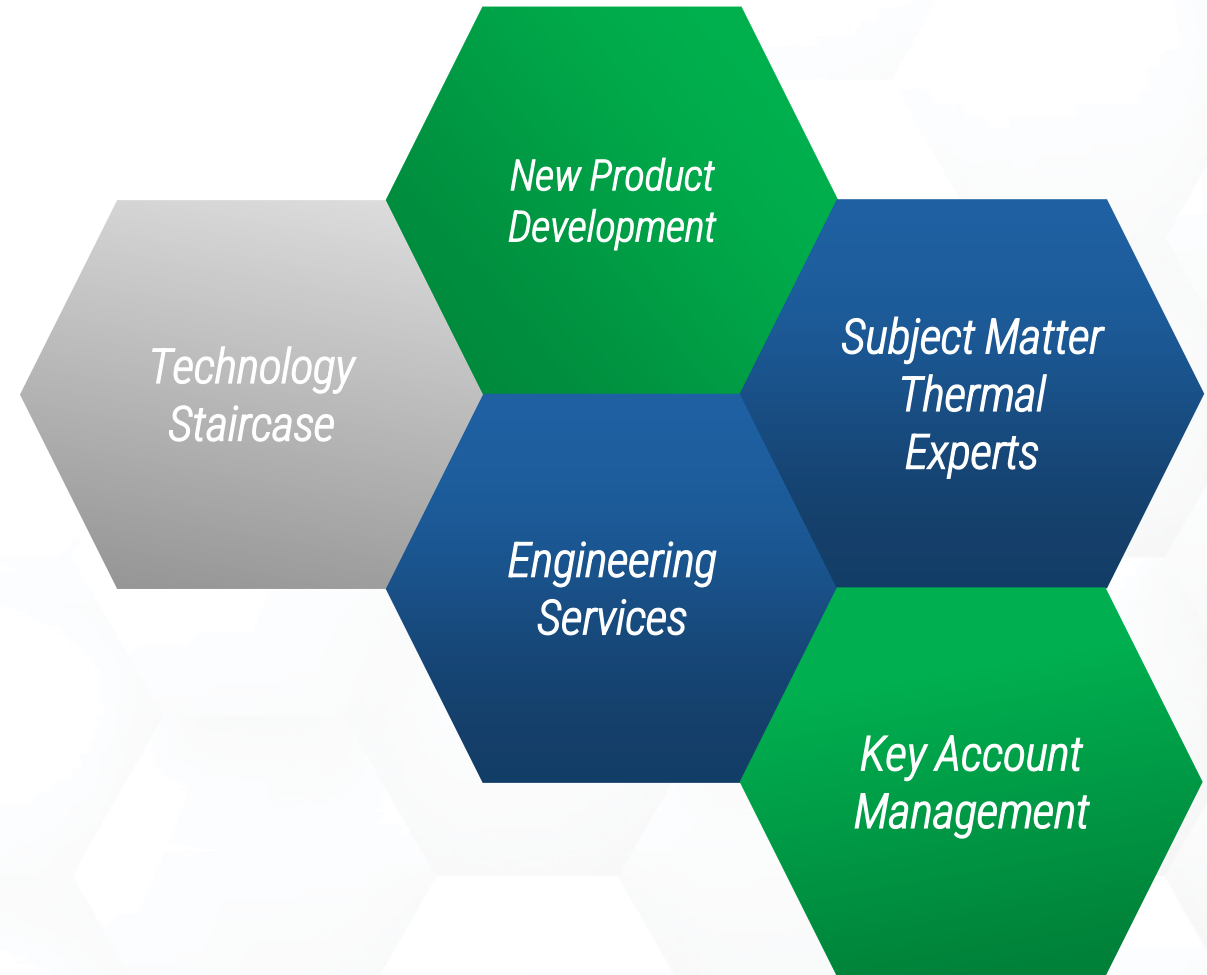 New Product
Development
Technology
Staircase
Subject Matter
Thermal
Experts
Engineering
Services
Key Account
Management